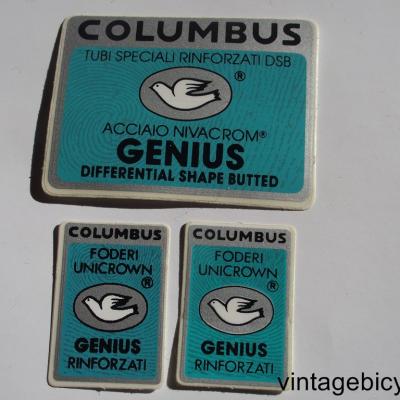 COLUMBUS
TUBI SPECIALI RINFORZATI DSB
®
ACCIAIO NIVACROM®
GENIUS
DIFFERENTIAL SHAPE BUTTED
COLUMBUS
FODERI
UNICROWN
®
GENIUS
RINFORZATI
COLUMBUS
FODERI
UNICROWN
®
GENIUS
RINFORZATI
vintagebicy